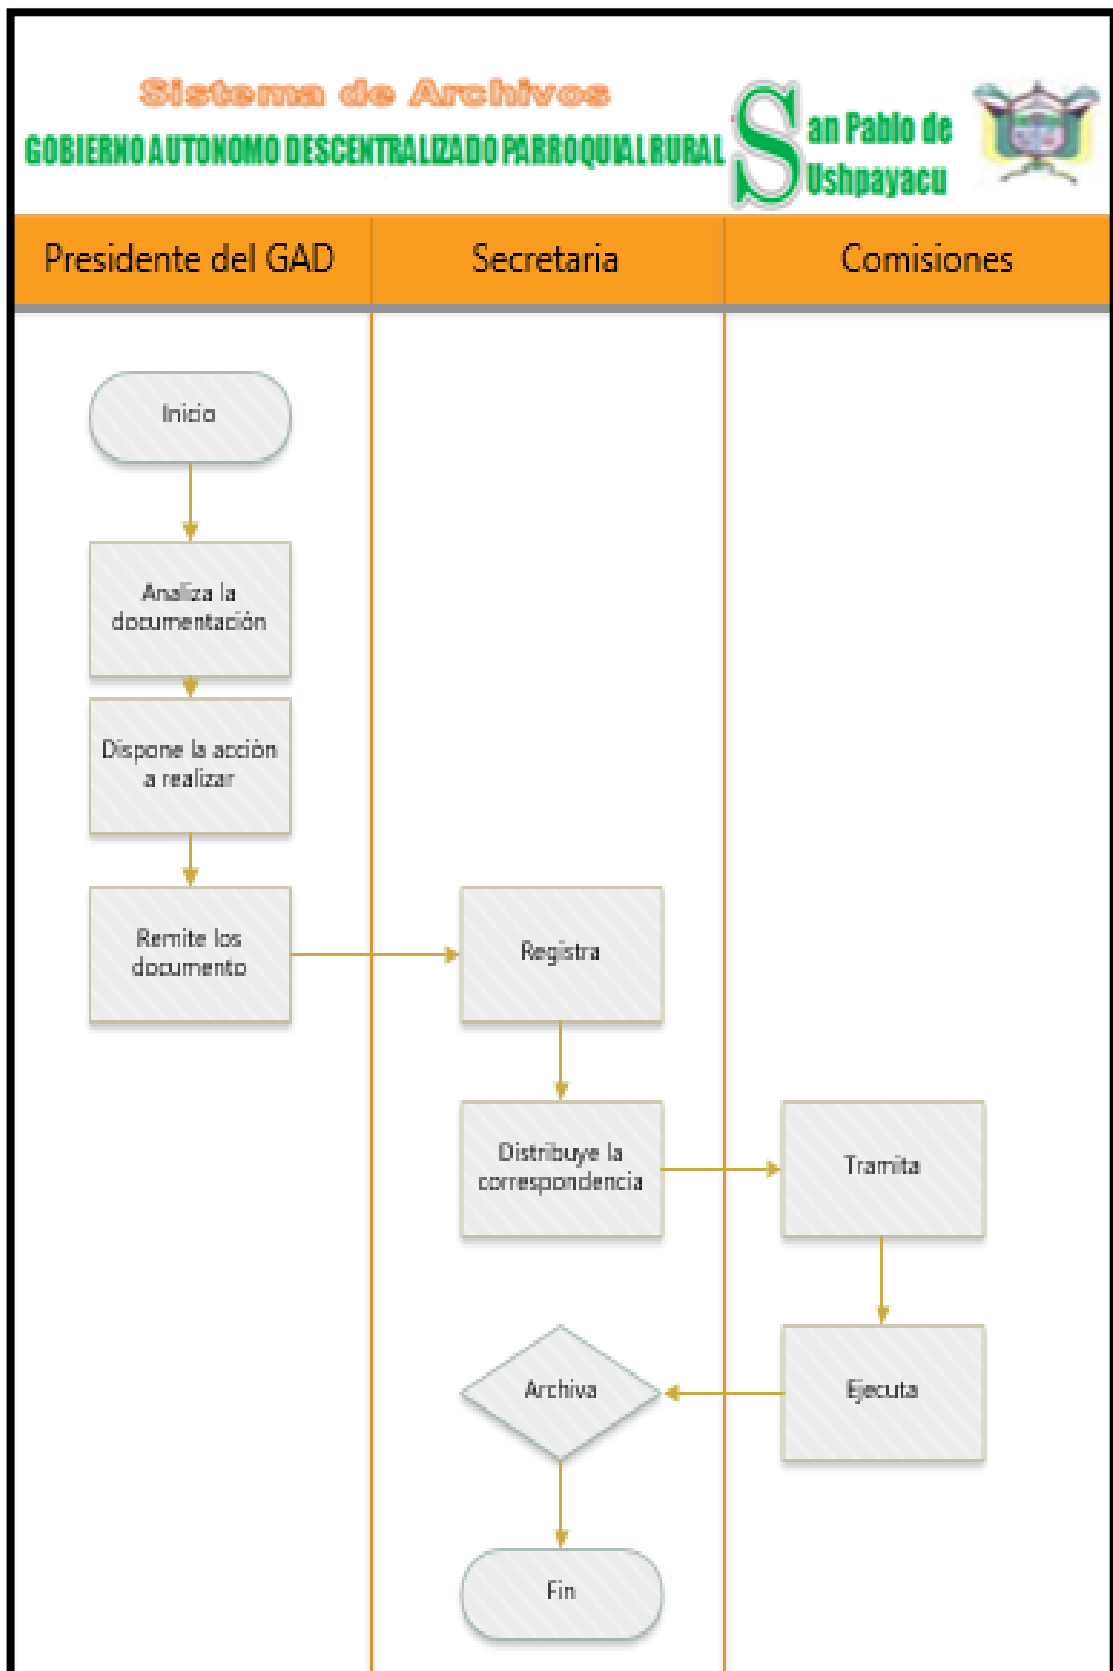 Sistema de Archivos
GOBIERNO AUTONOMO DESCENTRALIZADO PARROQUIAL RURAL
San Pablo de
Ushpayacu
Presidente del GAD
Secretaria
Comisiones
Inicio
Analiza la
documentación
Dispone la acción
a realizar
Remite los
documento
Registra
Distribuye la
correspondencia
Tramita
Archiva
Ejecuta
Fin